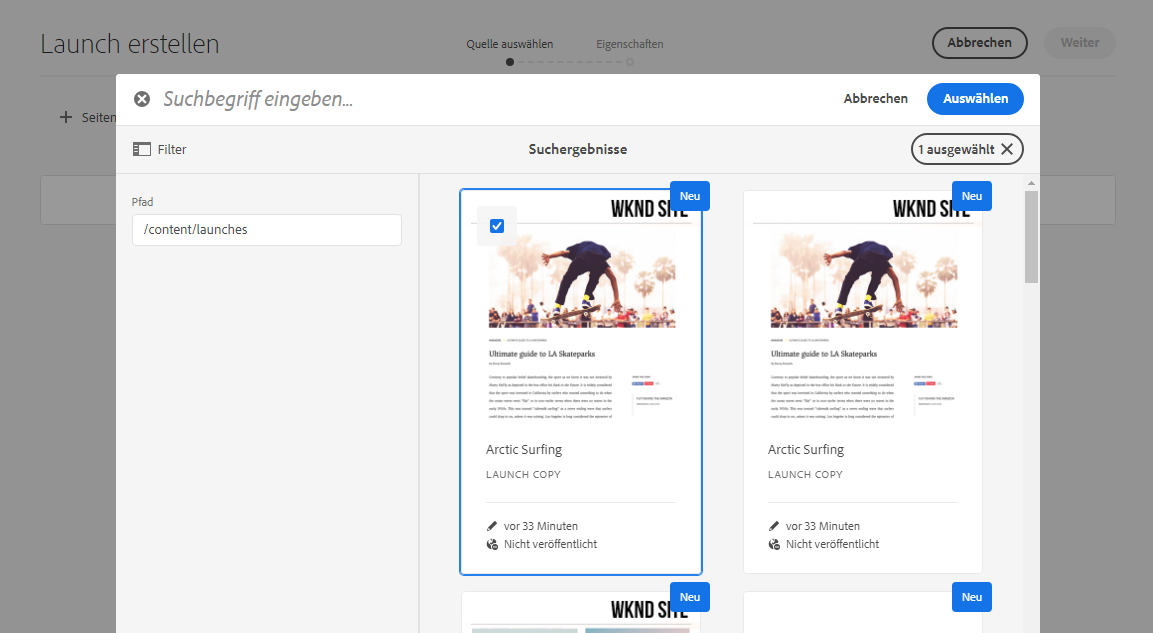 Launch erstellen
Quelle auswählen
Eigenschaften
Abbrechen
Weiter
Seiten
Suchbegriff eingeben...
Abbrechen
Auswählen
Filter
Suchergebnisse
1 ausgewählt
Pfad
/content/launches
Neu
WKND SITE
Ultimate guide to LA Skateparks
Arctic Surfing
LAUNCH COPY
vor 33 Minuten
Nicht veröffentlicht
Neu
WKND SITE
Ultimate guide to LA Skateparks
Arctic Surfing
LAUNCH COPY
vor 33 Minuten
Nicht veröffentlicht
Neu
WKND SITE
Neu